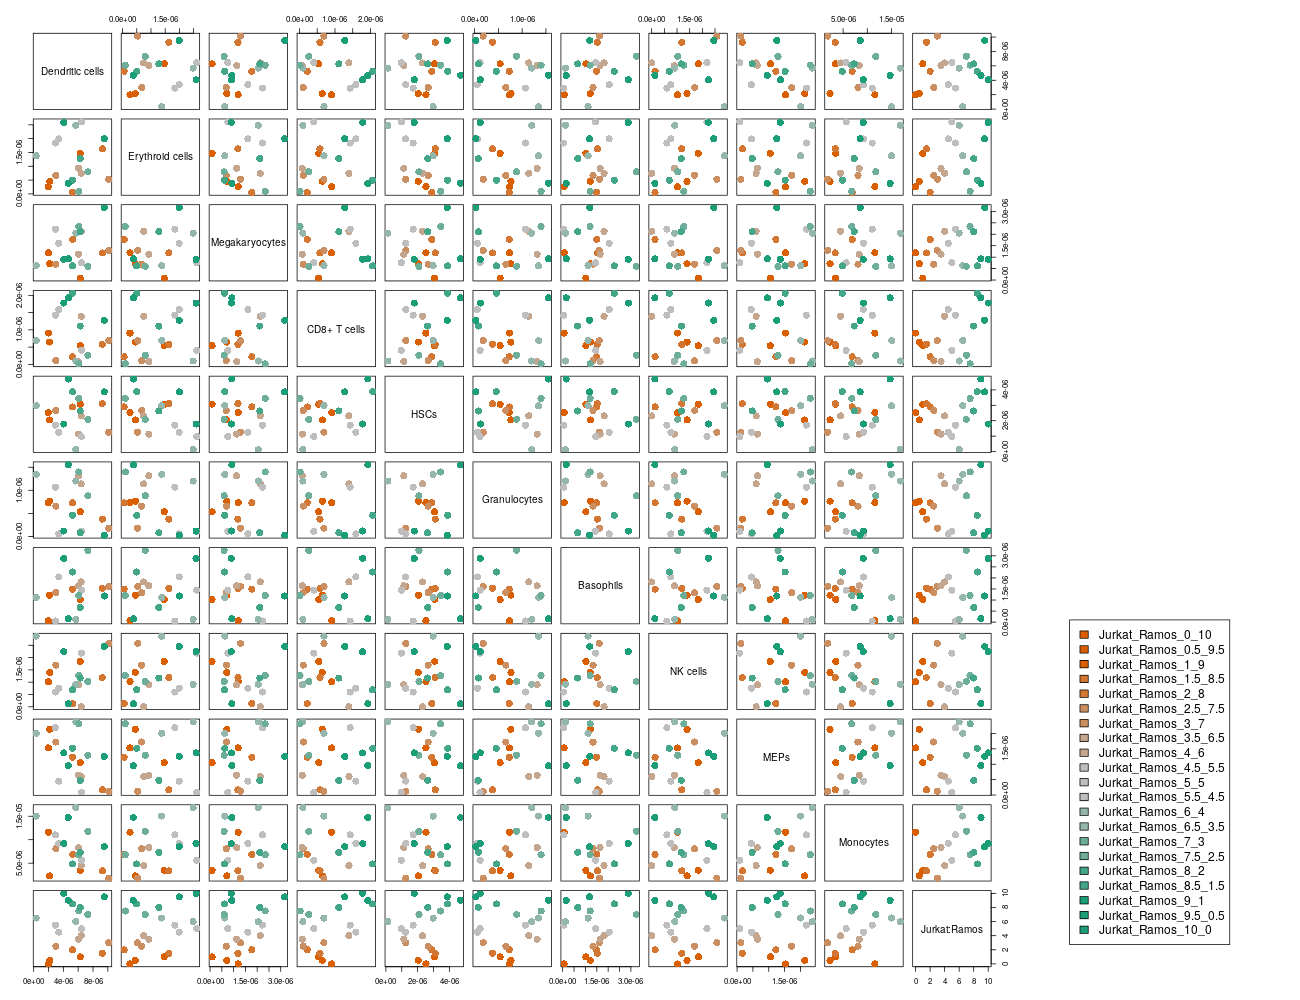 0.0e+00 1.5e-06 0.0e+00 1.0e-06 2.0e-06 0.0e+00 1.0e-06 0.0e+00 1.5e-06 5.0e-06 1.5e-05
Dendritic cells 0e+00 4e-06 8e-06
0.0e+00 1.5e-06 Erythroid cells
Megakaryocytes 0.0e+00 1.5e-06 3.0e-06
0.0e+00 1.0e-06 2.0e-06 CD8+ T cells
HSCs 0e+00 2e-06 4e-06
0.0e+00 1.0e-06 Granulocytes
Basophils 0.0e+00 1.5e-06 3.0e-06
0.0e+00 1.5e-06 NK cells
MEPs 0.0e+00 1.5e-06
5.0e-06 1.5e-05 Monocytes
Jurkat:Ramos 0 2 4 6 8 10
0e+00 4e-06 8e-06 0.0e+00 1.5e-06 3.0e-06 0e+00 2e-06 4e-06 0.0e+00 1.5e-06 3.0e-06 0.0e+00 1.5e-06 0 2 4 6 8 10
Jurkat_Ramos_0_10
Jurkat_Ramos_0.5_9.5
Jurkat_Ramos_1_9
Jurkat_Ramos_1.5_8.5
Jurkat_Ramos_2_8
Jurkat_Ramos_2.5_7.5
Jurkat_Ramos_3_7
Jurkat_Ramos_3.5_6.5
Jurkat_Ramos_4_6
Jurkat_Ramos_4.5_5.5
Jurkat_Ramos_5_5
Jurkat_Ramos_5.5_4.5
Jurkat_Ramos_6_4
Jurkat_Ramos_6.5_3.5
Jurkat_Ramos_7_3
Jurkat_Ramos_7.5_2.5
Jurkat_Ramos_8_2
Jurkat_Ramos_8.5_1.5
Jurkat_Ramos_9_1
Jurkat_Ramos_9.5_0.5
Jurkat_Ramos_10_0